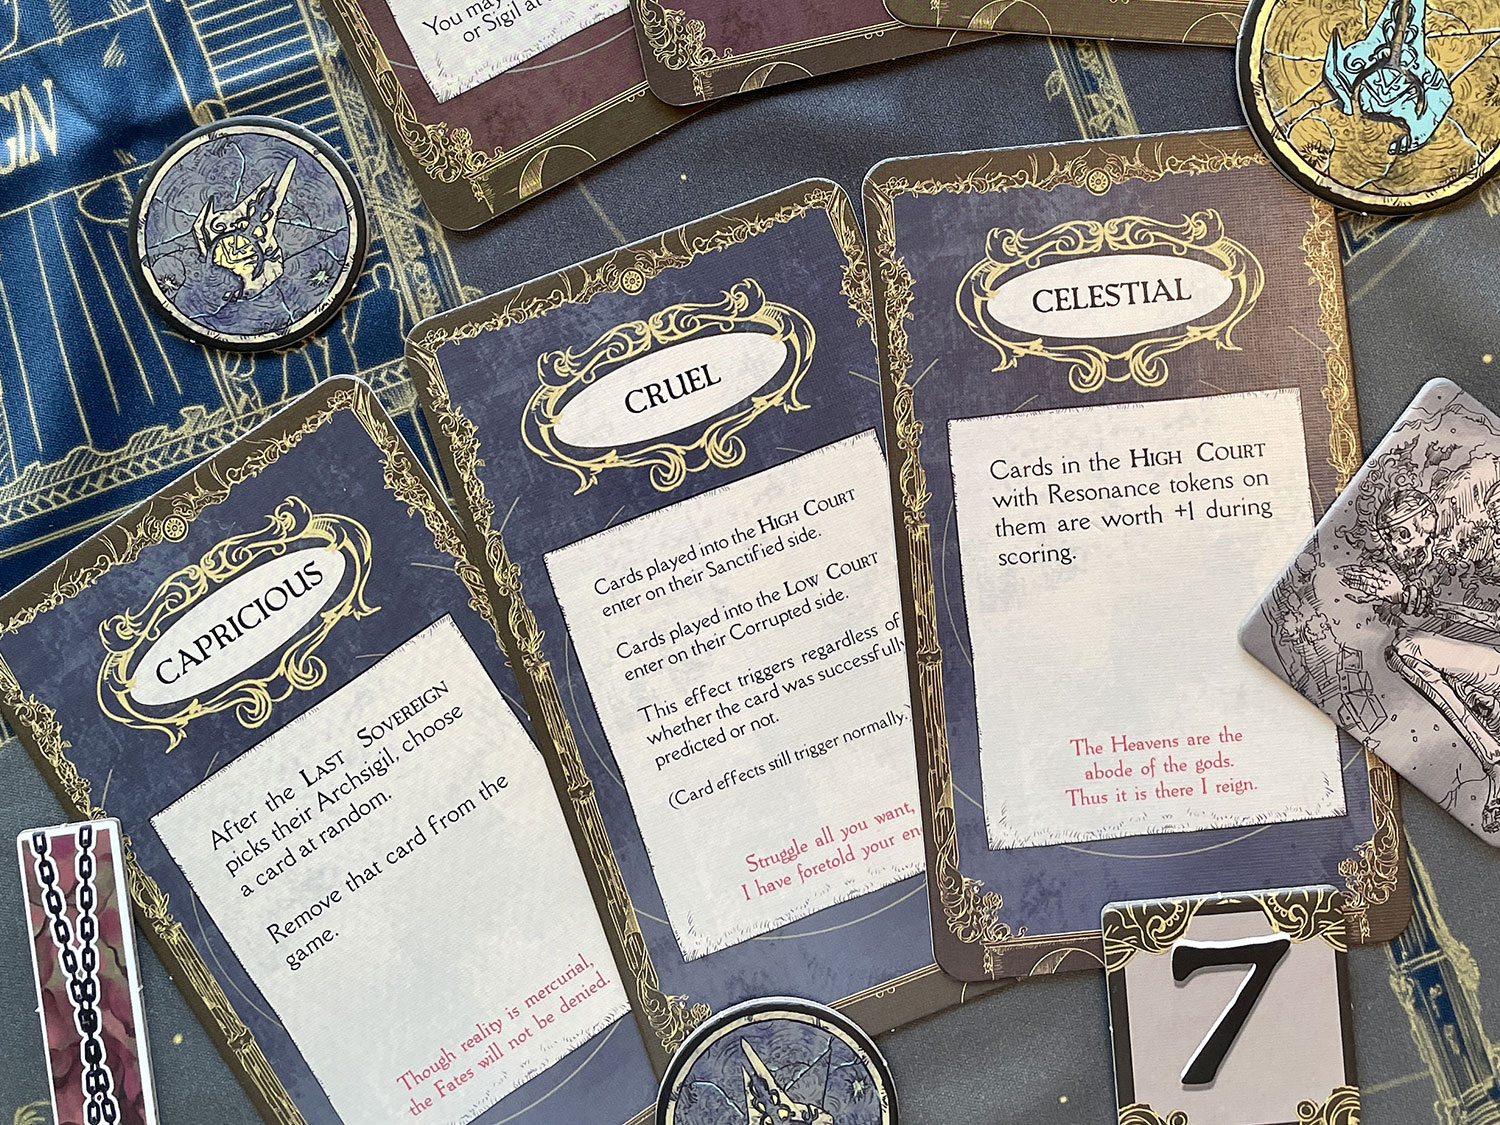 You may
or Sigil at
GIN
CAPRICIOUS
After the LAST SOVEREIGN
picks their Archsigil, choose
a card at random.
Remove that card from the
game.
Though reality is mercurial,
the Fates will not be denied.
CRUEL
Cards played into the HIGH COURT
enter on their Sanctified side.
Cards played into the LOW COURT
enter on their Corrupted side.
This effect triggers regardless of
whether the card was successfully
predicted or not.
(Card effects still trigger normally.)
Struggle all you want,
I have foretold your en
CELESTIAL
Cards in the HIGH COURT
with Resonance tokens on
them are worth +1 during
scoring.
The Heavens are the
abode of the gods.
Thus it is there I reign.
7